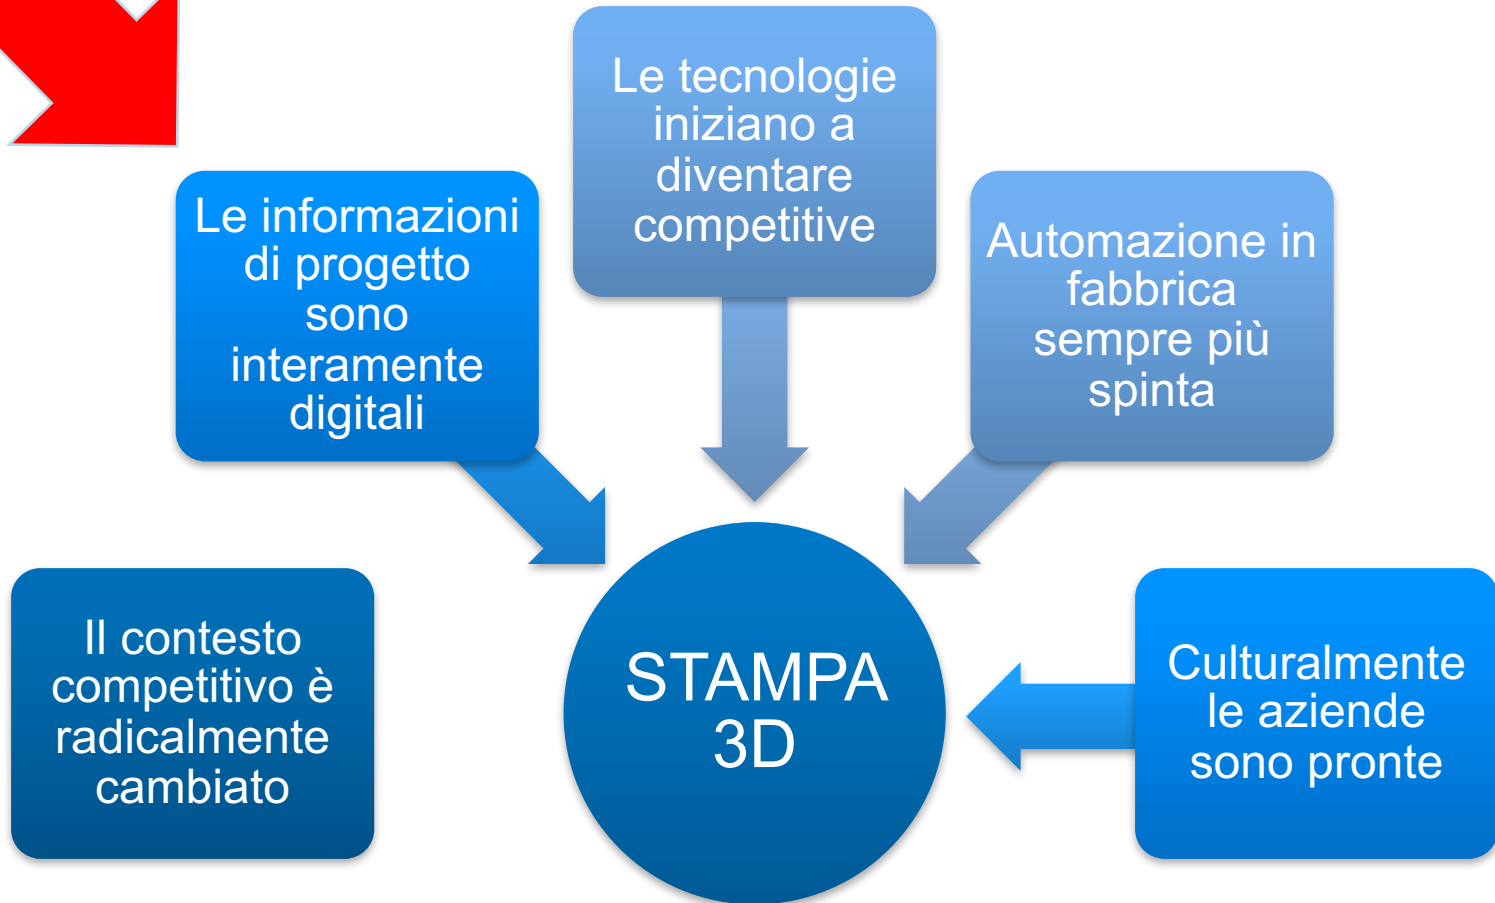 Le tecnologie
iniziano a
diventare
competitive
Le informazioni
di progetto
sono
interamente
digitali
Automazione in
fabbrica
sempre più
spinta
Il contesto
competitivo è
radicalmente
cambiato
STAMPA
3D
Culturalmente
le aziende
sono pronte